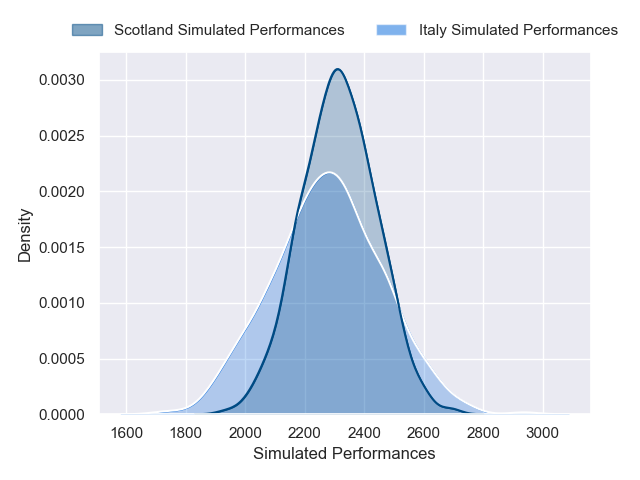 Scotland Simulated Performances Italy Simulated Performances
0.0030
0.0025
0.0020
0.0015
0.0010
0.0005
0.0000
Density
1600 1800 2000 2200 2400 2600 2800 3000
Simulated Performances